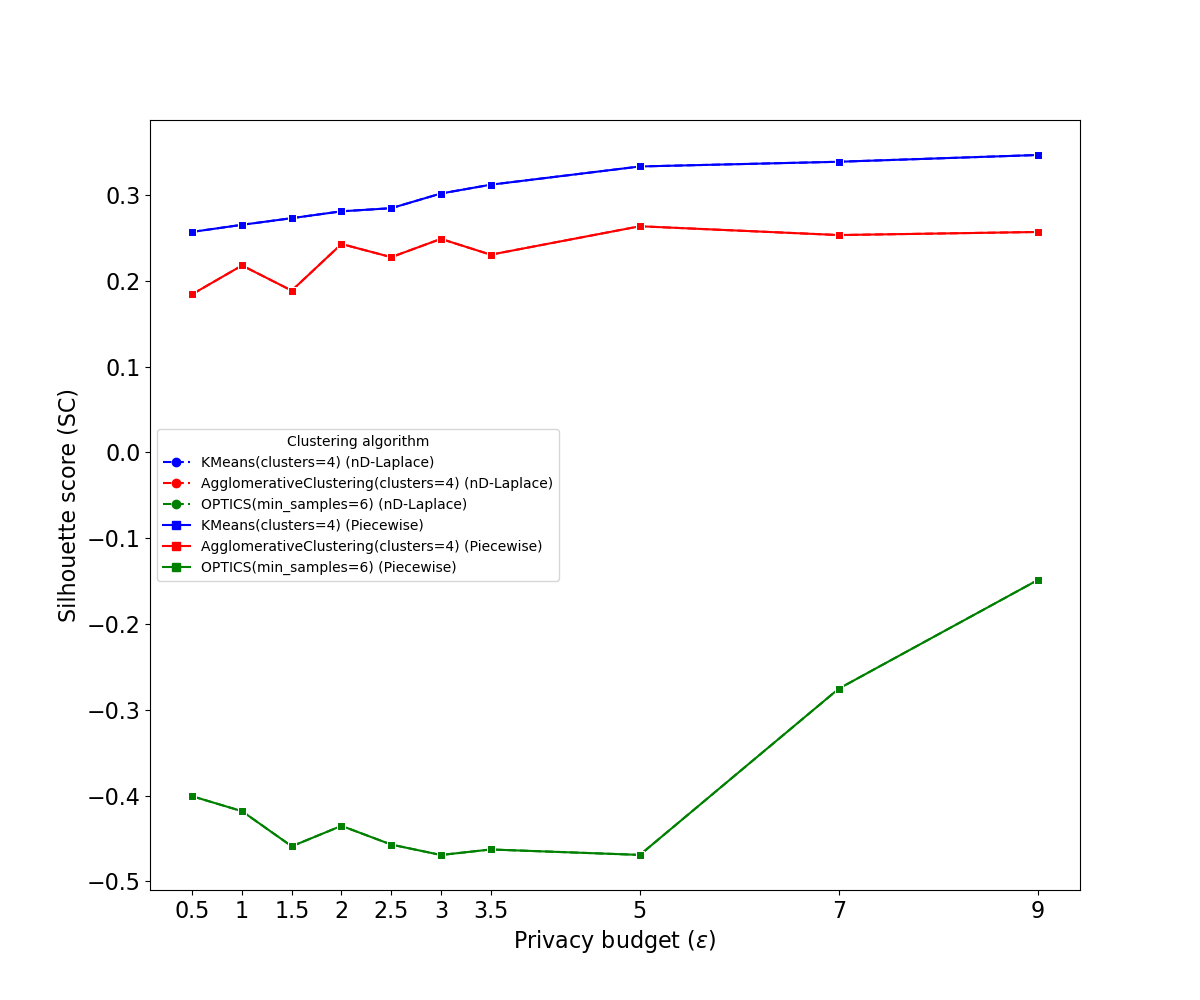 0.3
0.2
0.1
0.0
−0.1
−0.2
−0.3
−0.4
−0.5
Silhouette score (SC)
Clustering algorithm
KMeans(clusters=4) (nD-Laplace)
AgglomerativeClustering(clusters=4) (nD-Laplace)
OPTICS(min_samples=6) (nD-Laplace)
KMeans(clusters=4) (Piecewise)
AgglomerativeClustering(clusters=4) (Piecewise)
OPTICS(min_samples=6) (Piecewise)
0.5 1 1.5 2 2.5 3 3.5 5 7 9
Privacy budget (ε)